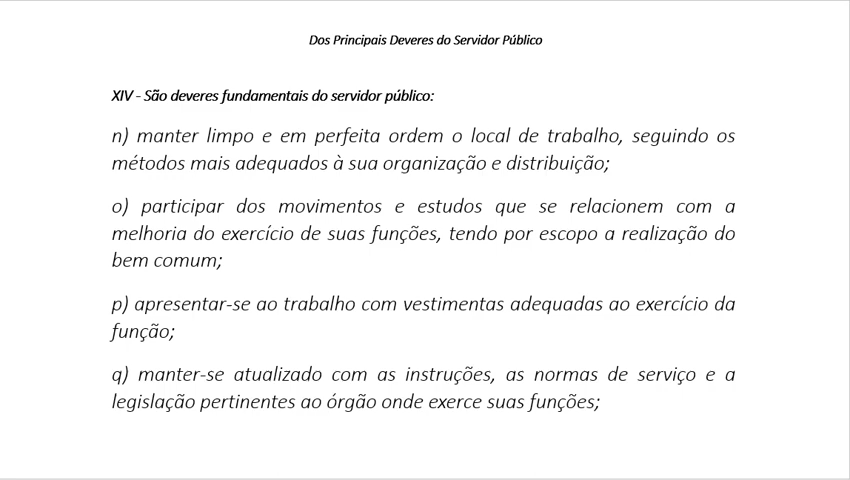 Dos Principais Deveres do Servidor Público
XIV - São deveres fundamentais do servidor público:
n) manter limpo e em perfeita ordem o local de trabalho, seguindo os
métodos mais adequados à sua organização e distribuição;
o) participar dos movimentos e estudos que se relacionem com a
melhoria do exercício de suas funções, tendo por escopo a realização do
bem comum;
p) apresentar-se ao trabalho com vestimentas adequadas ao exercício da
função;
q) manter-se atualizado com as instruções, as normas de serviço e a
legislação pertinentes ao órgão onde exerce suas funções;